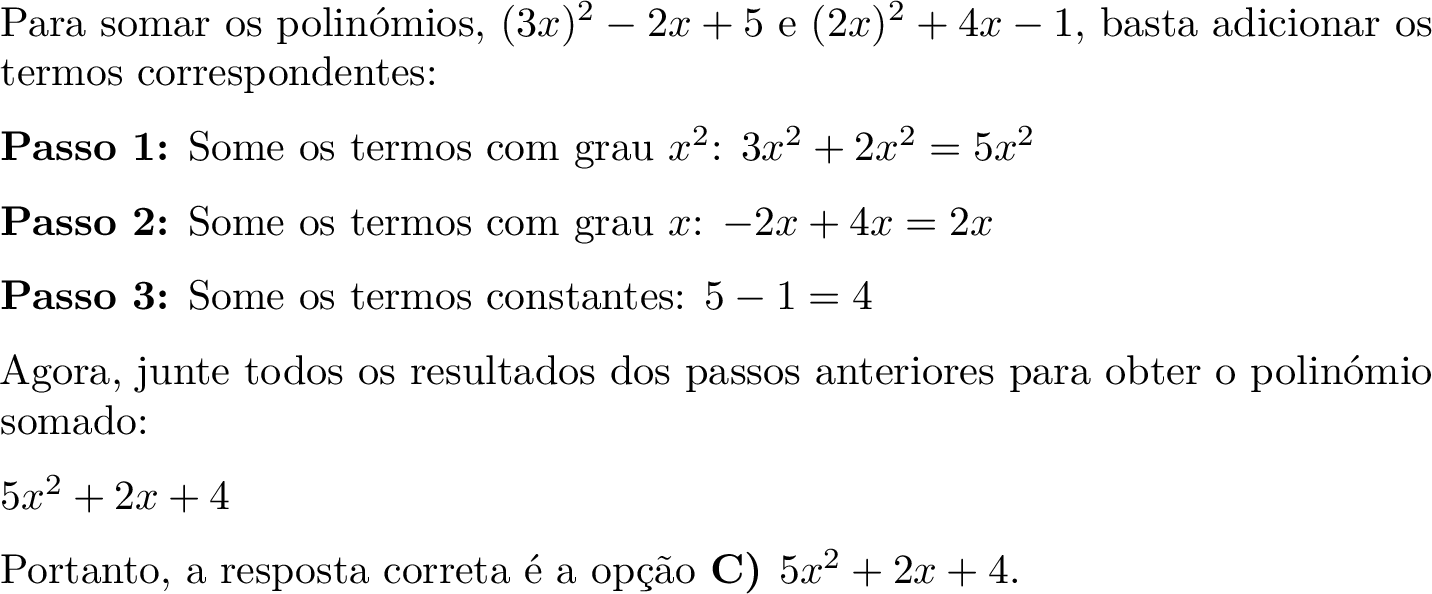 Para somar os polinómios, $(3x)^2 - 2x + 5$ e $(2x)^2 + 4x - 1$, basta adicionar os
termos correspondentes:
Passo 1: Some os termos com grau $x^2$: $3x^2 + 2x^2 = 5x^2$
Passo 2: Some os termos com grau $x$: $-2x + 4x = 2x$
Passo 3: Some os termos constantes: $5 - 1 = 4$
Agora, junte todos os resultados dos passos anteriores para obter o polinómio
somado:
$5x^2 + 2x + 4$
Portanto, a resposta correta é a opção C) $5x^2 + 2x + 4$.